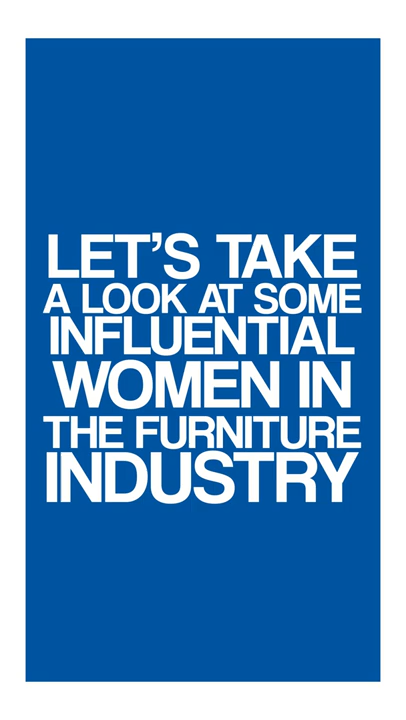 LET’S TAKE
A LOOK AT SOME
INFLUENTIAL
WOMEN IN
THE FURNITURE
INDUSTRY